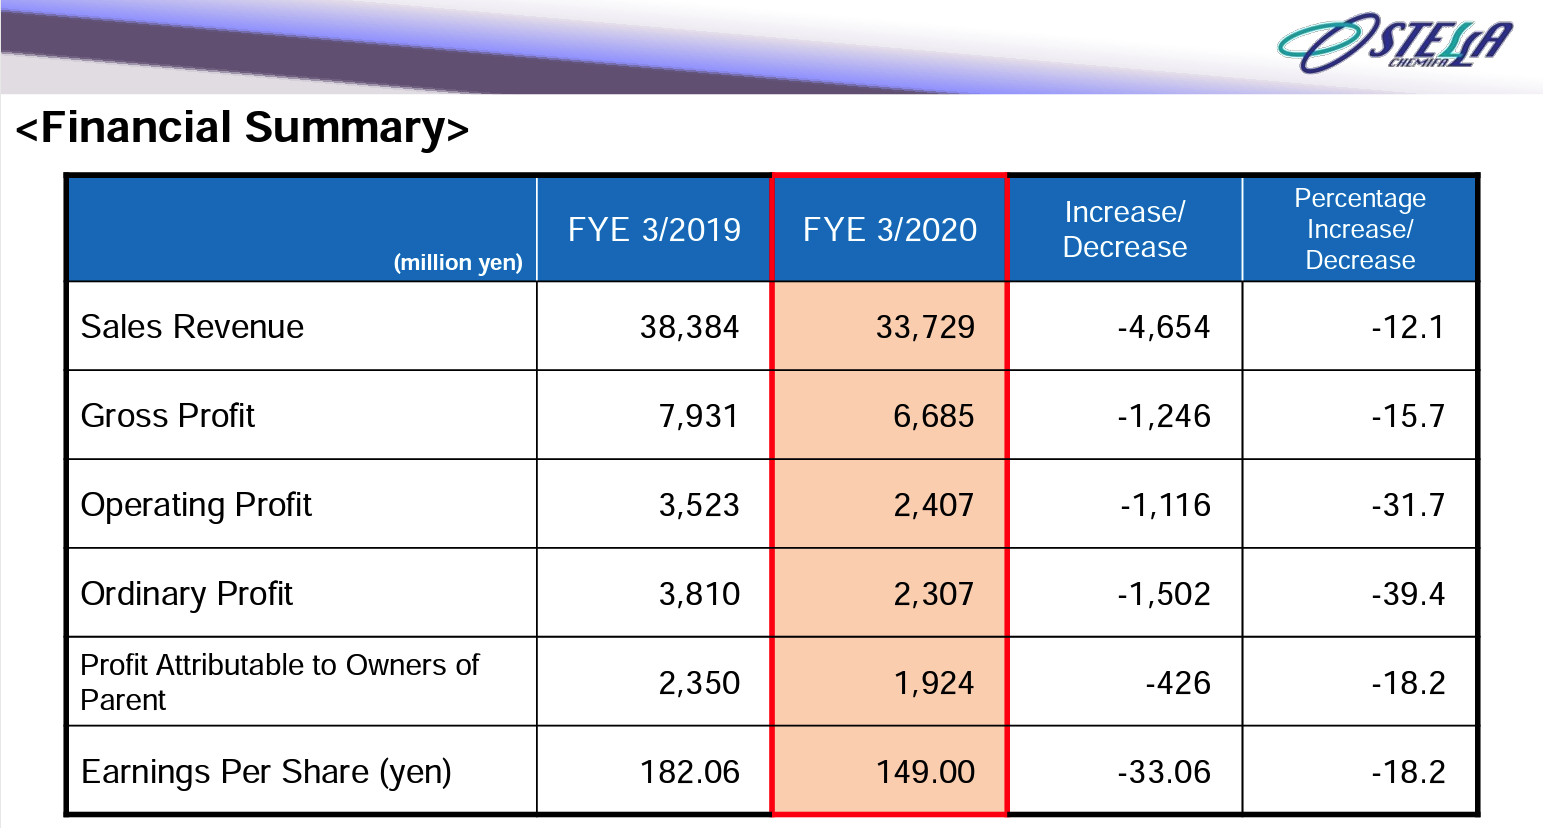 STELLA
CHEMIFA
<Financial Summary>
(million yen) FYE 3/2019 FYE 3/2020 Increase/ Decrease Percentage Increase/ Decrease
Sales Revenue 38,384 33,729 -4,654 -12.1
Gross Profit 7,931 6,685 -1,246 -15.7
Operating Profit 3,523 2,407 -1,116 -31.7
Ordinary Profit 3,810 2,307 -1,502 -39.4
Profit Attributable to Owners of
Parent 2,350 1,924 -426 -18.2
Earnings Per Share (yen) 182.06 149.00 -33.06 -18.2